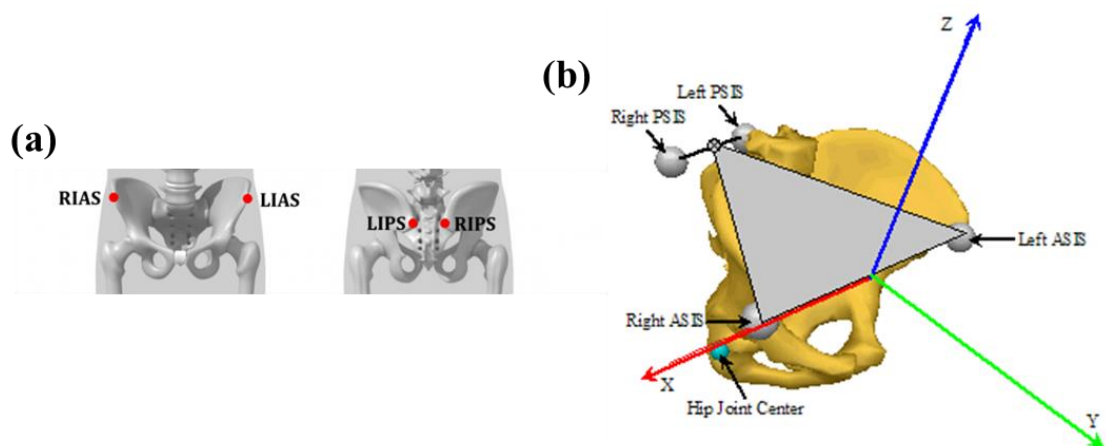 (a)
RIAS
LIAS
LIPS
RIPS
(b)
Z
Left PSIS
Right PSIS
Left ASIS
Right ASIS
X
Hip Joint Center
Y